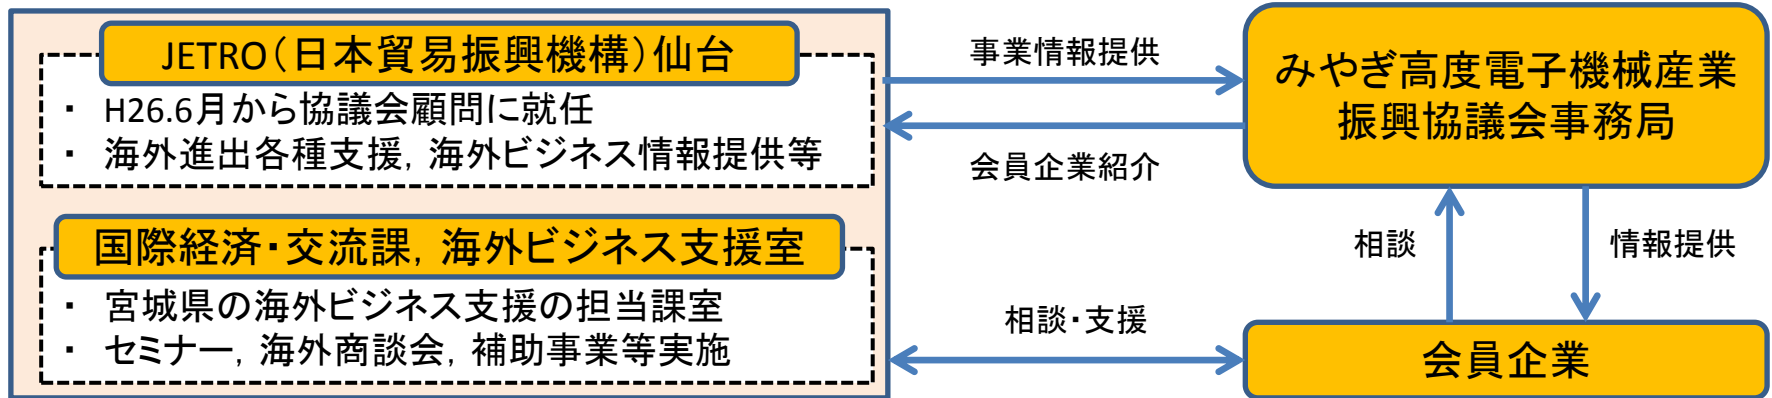 JETRO（日本貿易振興機構）仙台
・ H26.6月から協議会顧問に就任
・ 海外進出各種支援，海外ビジネス情報提供等
国際経済・交流課，海外ビジネス支援室
・ 宮城県の海外ビジネス支援の担当課室
・ セミナー，海外商談会，補助事業等実施
事業情報提供
会員企業紹介
相談・支援
みやぎ高度電子機械産業
振興協議会事務局
相談
情報提供
会員企業